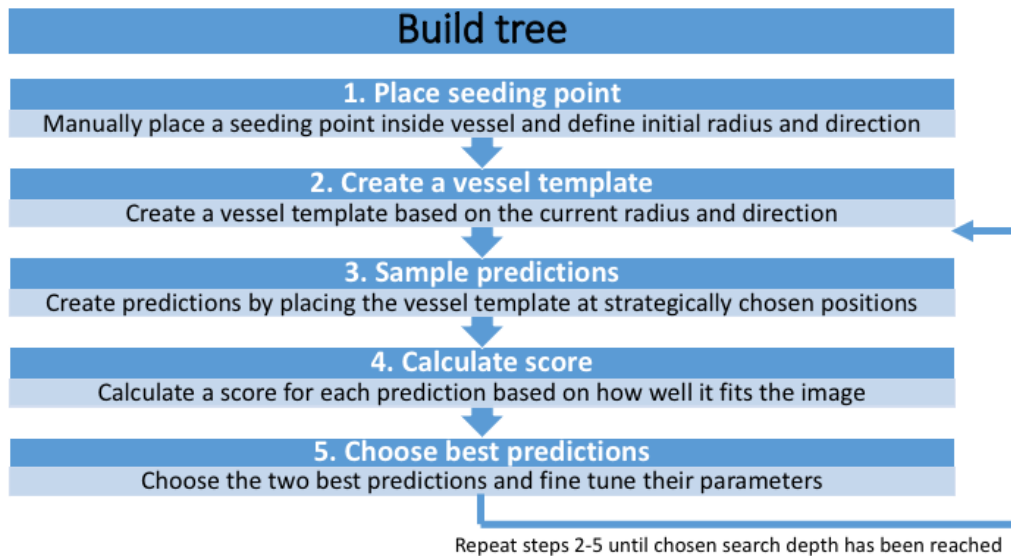 Build tree
1. Place seeding point
Manually place a seeding point inside vessel and define initial radius and direction
2. Create a vessel template
Create a vessel template based on the current radius and direction
3. Sample predictions
Create predictions by placing the vessel template at strategically chosen positions
4. Calculate score
Calculate a score for each prediction based on how well it fits the image
5. Choose best predictions
Choose the two best predictions and fine tune their parameters
Repeat steps 2-5 until chosen search depth has been reached